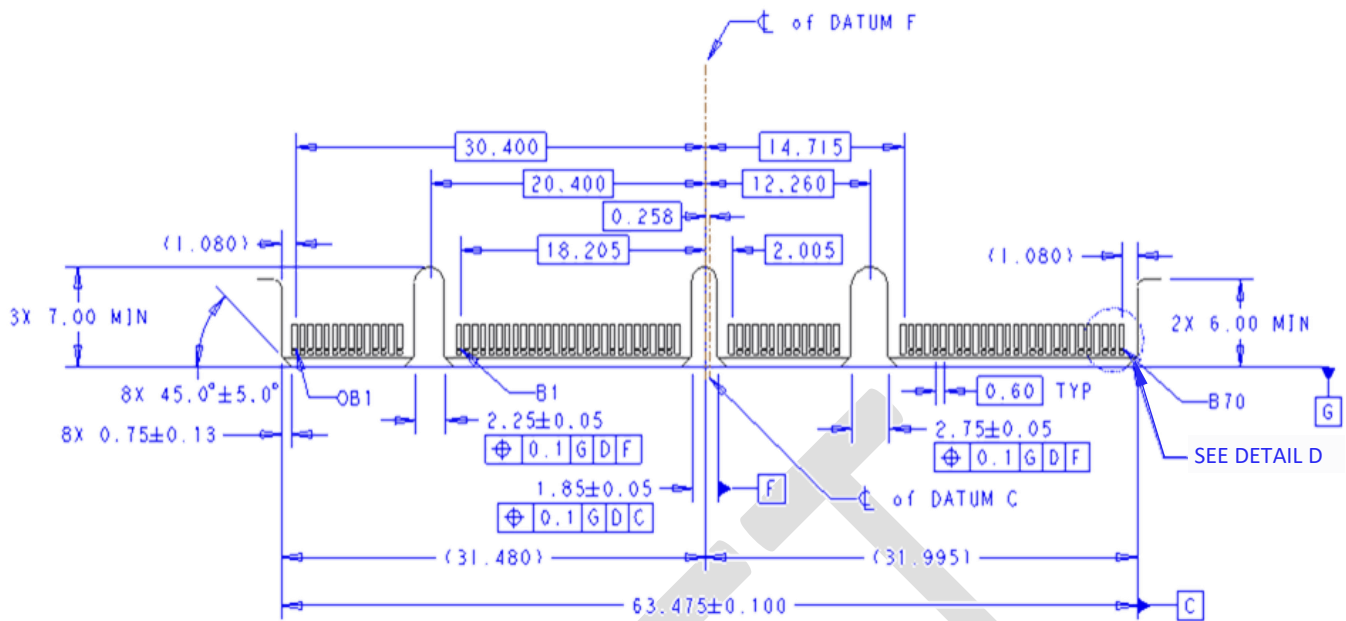 ℄ of DATUM F
30.400
14.715
20.400
12.260
0.258
(1.080)
18.205
2.005
(1.080)
3X 7.00 MIN
2X 6.00 MIN
8X 45.0°±5.0°
OB1
B1
0.60 TYP
B70
G
8X 0.75±0.13
2.25±0.05
⌖ 0.1 G D F
2.75±0.05
⌖ 0.1 G D F
SEE DETAIL D
1.85±0.05
F
⌖ 0.1 G D C
℄ of DATUM C
(31.480)
(31.995)
63.475±0.100
C